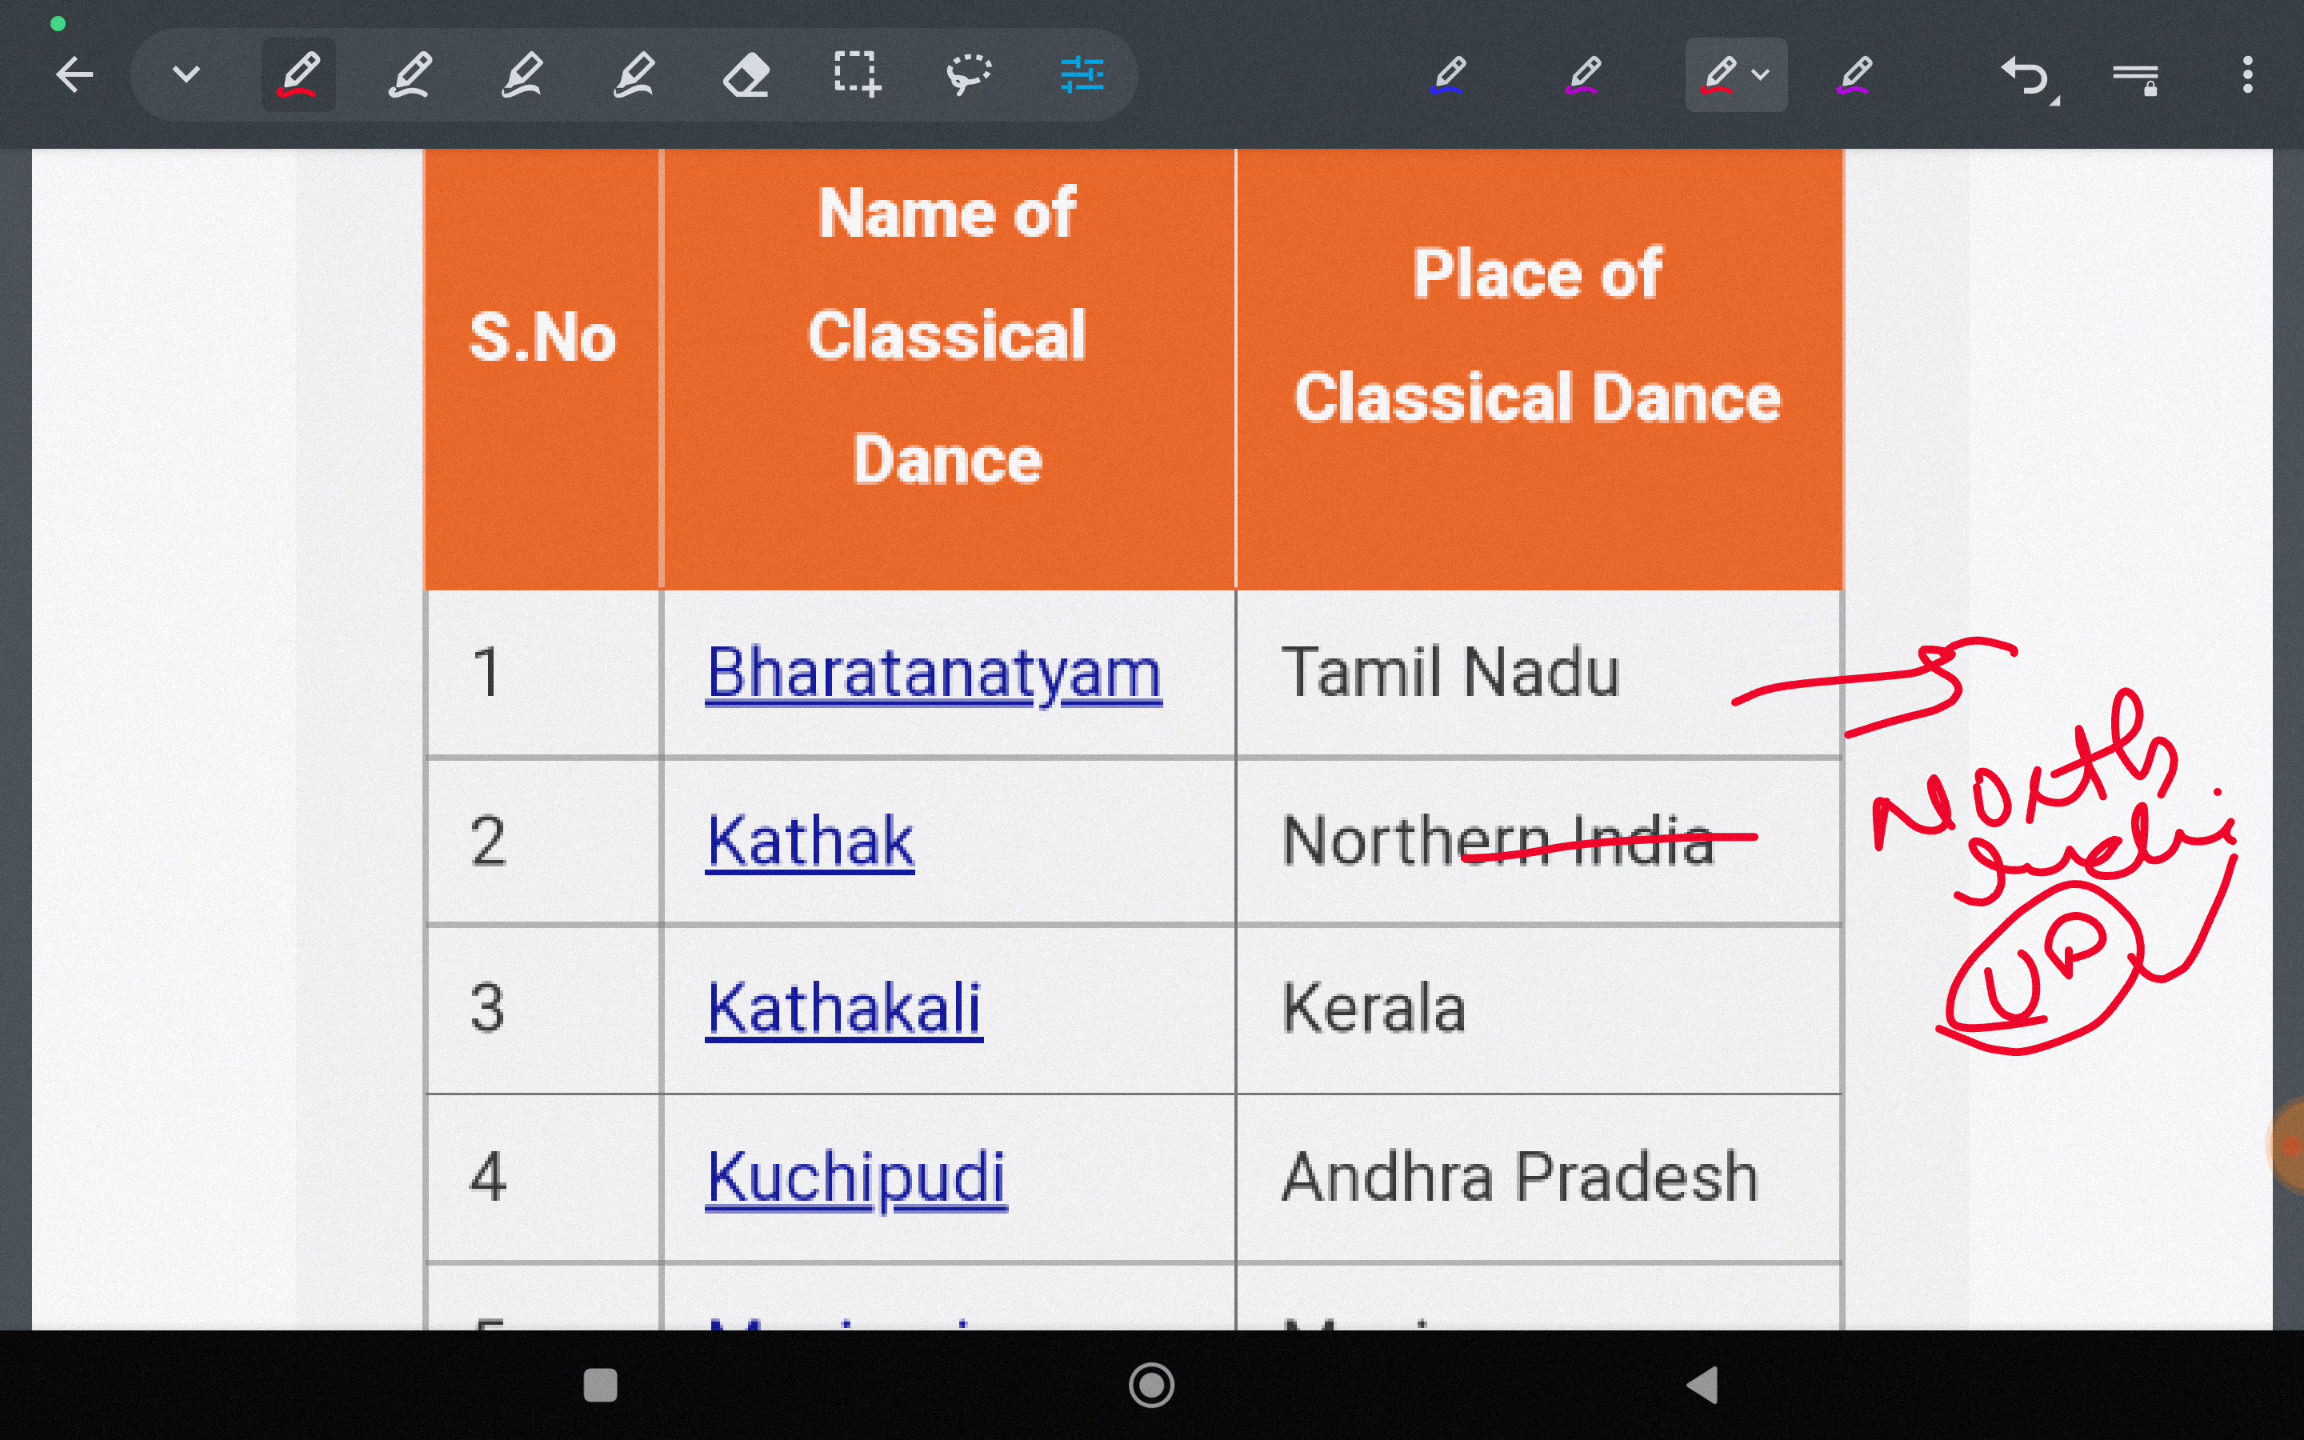 Name of
Classical
Dance
Place of
Classical Dance
S.No
1 Bharatanatyam Tamil Nadu
2 Kathak Northern India
3 Kathakali Kerala
4 Kuchipudi Andhra Pradesh
North
UP